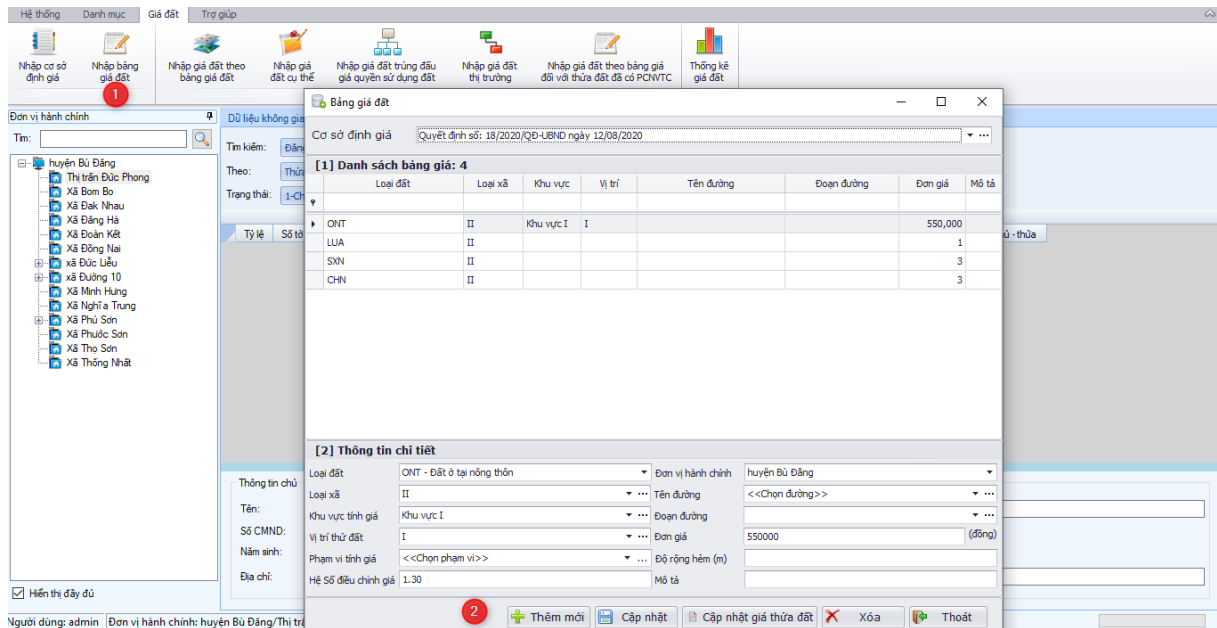 Hệ thống Danh mục Giá đất Trợ giúp
Nhập cơ sở định giá
Nhập bảng giá đất
Nhập giá đất theo bảng giá đất
Nhập giá đất cụ thể
Nhập giá đất trúng đấu giá quyền sử dụng đất
Nhập giá đất thị trường
Nhập giá đất theo bảng giá đối với thửa đất đã có PCNVTC
Thống kê giá đất
1
Đơn vị hành chính
Tìm:
huyện Bù Đăng
Thị trấn Đức Phong
Xã Bom Bo
Xã Đak Nhau
Xã Đăng Hà
Xã Đoàn Kết
Xã Đồng Nai
xã Đức Liễu
xã Đường 10
Xã Minh Hưng
Xã Nghĩa Trung
Xã Phú Sơn
Xã Phước Sơn
Xã Thọ Sơn
Xã Thống Nhất
Hiển thị đầy đủ
Dữ liệu không gia
Tìm kiếm: Đăn
Theo: Thửa
Trạng thái: 1-Ch
Tỷ lệ Số tờ
ủ - thửa
Thông tin chủ
Tên:
Số CMND:
Năm sinh:
Địa chỉ:
Bảng giá đất
Cơ sở định giá Quyết định số: 18/2020/QĐ-UBND ngày 12/08/2020
[1] Danh sách bảng giá: 4
Loại đất Loại xã Khu vực Vị trí Tên đường Đoạn đường Đơn giá Mô tả
ONT II Khu vực I I 550,000
LUA II 1
SXN II 3
CHN II 3
[2] Thông tin chi tiết
Loại đất ONT - Đất ở tại nông thôn Đơn vị hành chính huyện Bù Đăng
Loại xã II Tên đường <<Chọn đường>>
Khu vực tính giá Khu vực I Đoạn đường
Vị trí thử đất I Đơn giá 550000 (đồng)
Phạm vi tính giá <<Chọn phạm vi>> Độ rộng hẻm (m)
Hệ Số điều chỉnh giá 1.30 Mô tả
2
Thêm mới Cập nhật Cập nhật giá thửa đất Xóa Thoát
Người dùng: admin Đơn vị hành chính: huyện Bù Đăng/Thị trấ